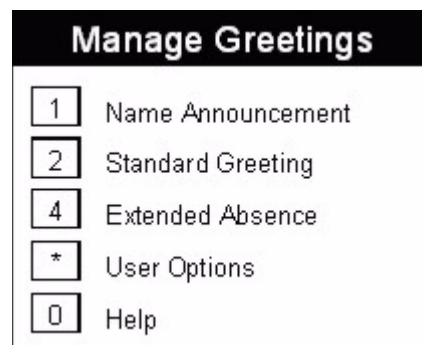 Manage Greetings
1 Name Announcement
2 Standard Greeting
4 Extended Absence
* User Options
0 Help